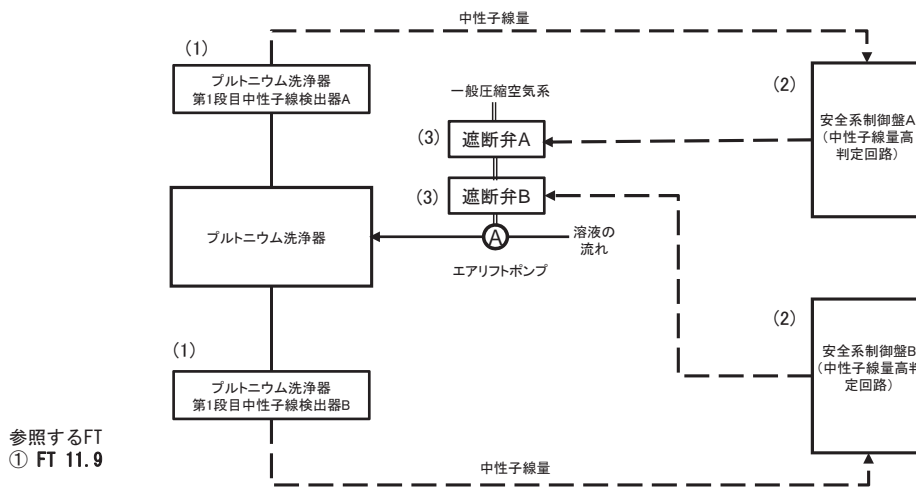 中性子線量
(1)
プルトニウム洗浄器
第1段目中性子線検出器A
一般圧縮空気系
(2)
(3)
遮断弁A
安全系制御盤A
(中性子線量高
判定回路)
(3)
遮断弁B
プルトニウム洗浄器
A
溶液の
流れ
エアリフトポンプ
(2)
(1)
安全系制御盤B
(中性子線量高判
定回路)
プルトニウム洗浄器
第1段目中性子線検出器B
参照するFT
① FT 11.9
中性子線量